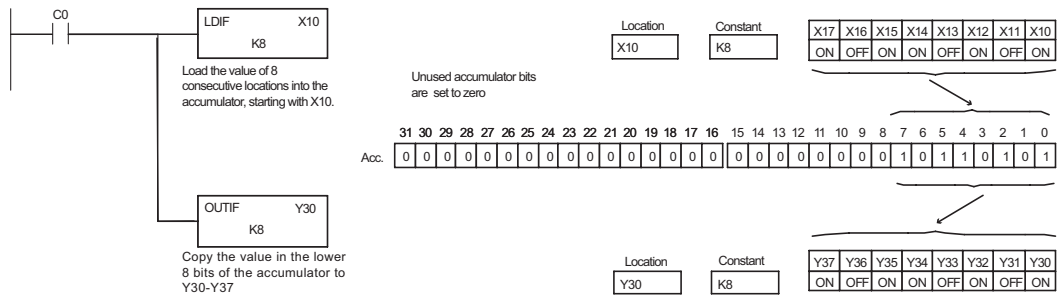 C0
LDIF X10
K8
Load the value of 8
consecutive locations into the
accumulator, starting with X10.
Location Constant
X10 K8
X17 X16 X15 X14 X13 X12 X11 X10
ON OFF ON ON OFF ON OFF ON
Unused accumulator bits
are set to zero
31 30 29 28 27 26 25 24 23 22 21 20 19 18 17 16 15 14 13 12 11 10 9 8 7 6 5 4 3 2 1 0
Acc. 0 0 0 0 0 0 0 0 0 0 0 0 0 0 0 0 0 0 0 0 0 0 0 0 1 0 1 1 0 1 0 1
OUTIF Y30
K8
Copy the value in the lower
8 bits of the accumulator to
Y30-Y37
Location Constant
Y30 K8
Y37 Y36 Y35 Y34 Y33 Y32 Y31 Y30
ON OFF ON ON OFF ON OFF ON